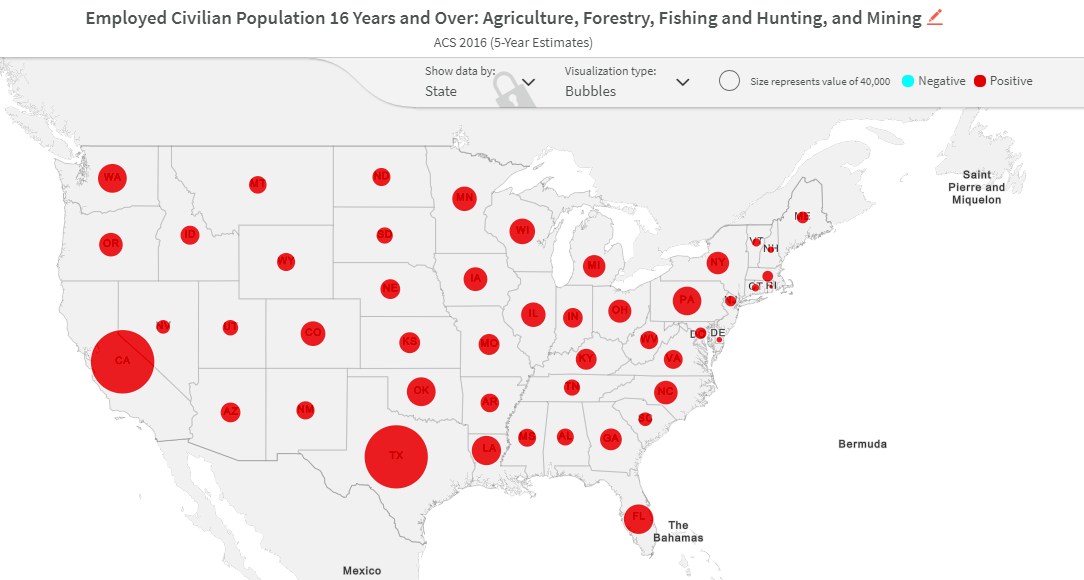 Employed Civilian Population 16 Years and Over: Agriculture, Forestry, Fishing and Hunting, and Mining
ACS 2016 (5-Year Estimates)
Show data by:
State
Visualization type:
Bubbles
Size represents value of 40,000
Negative
Positive
WA
MT
ND
MN
OR
ID
SD
WI
WY
NE
IA
MI
NY
VT
NH
ME
Saint
Pierre and
Miquelon
NV
UT
CO
KS
MO
IL
IN
OH
PA
NJ
CT
RI
CA
KY
WV
VA
DC
DE
AZ
NM
OK
AR
TN
NC
SC
TX
LA
MS
AL
GA
FL
Bermuda
The
Bahamas
Mexico